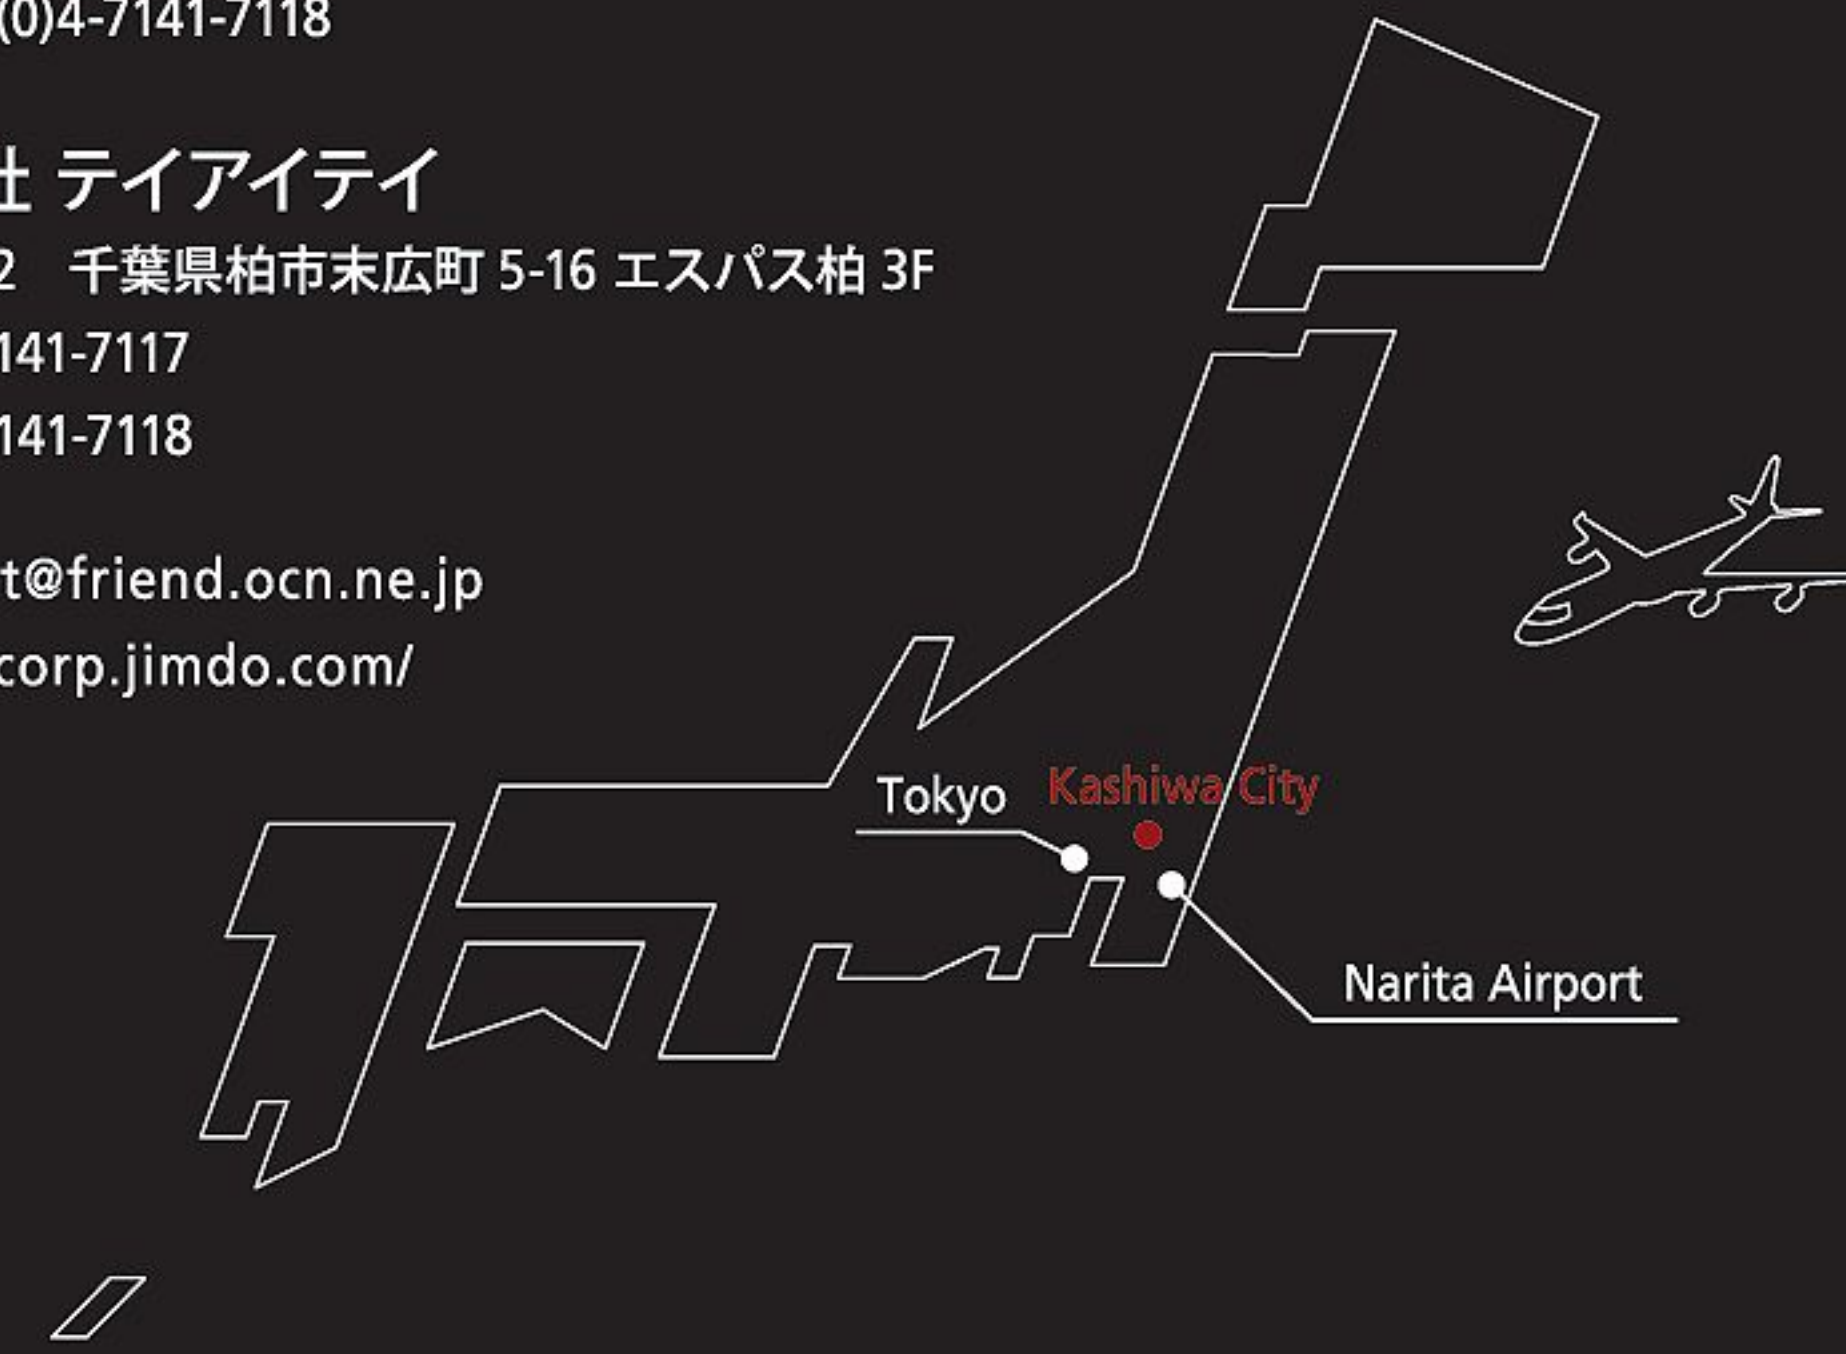 (0)4-7141-7118
社 テイアイテイ
2 千葉県柏市末広町 5-16 エスパス柏 3F
141-7117
141-7118
t@friend.ocn.ne.jp
corp.jimdo.com/
Tokyo
Kashiwa City
Narita Airport